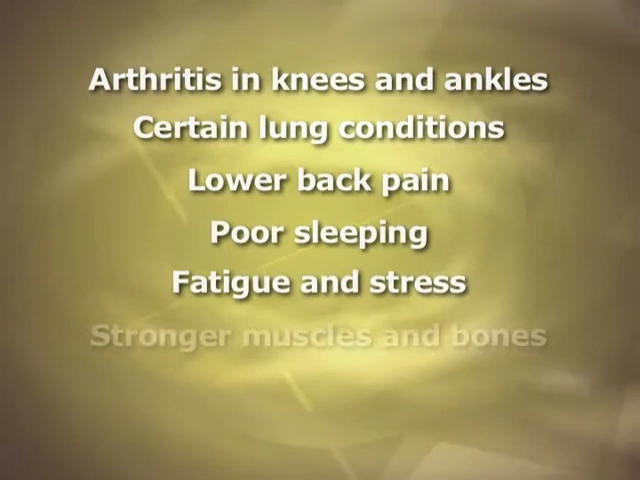 Arthritis in knees and ankles
Certain lung conditions
Lower back pain
Poor sleeping
Fatigue and stress
Stronger muscles and bones